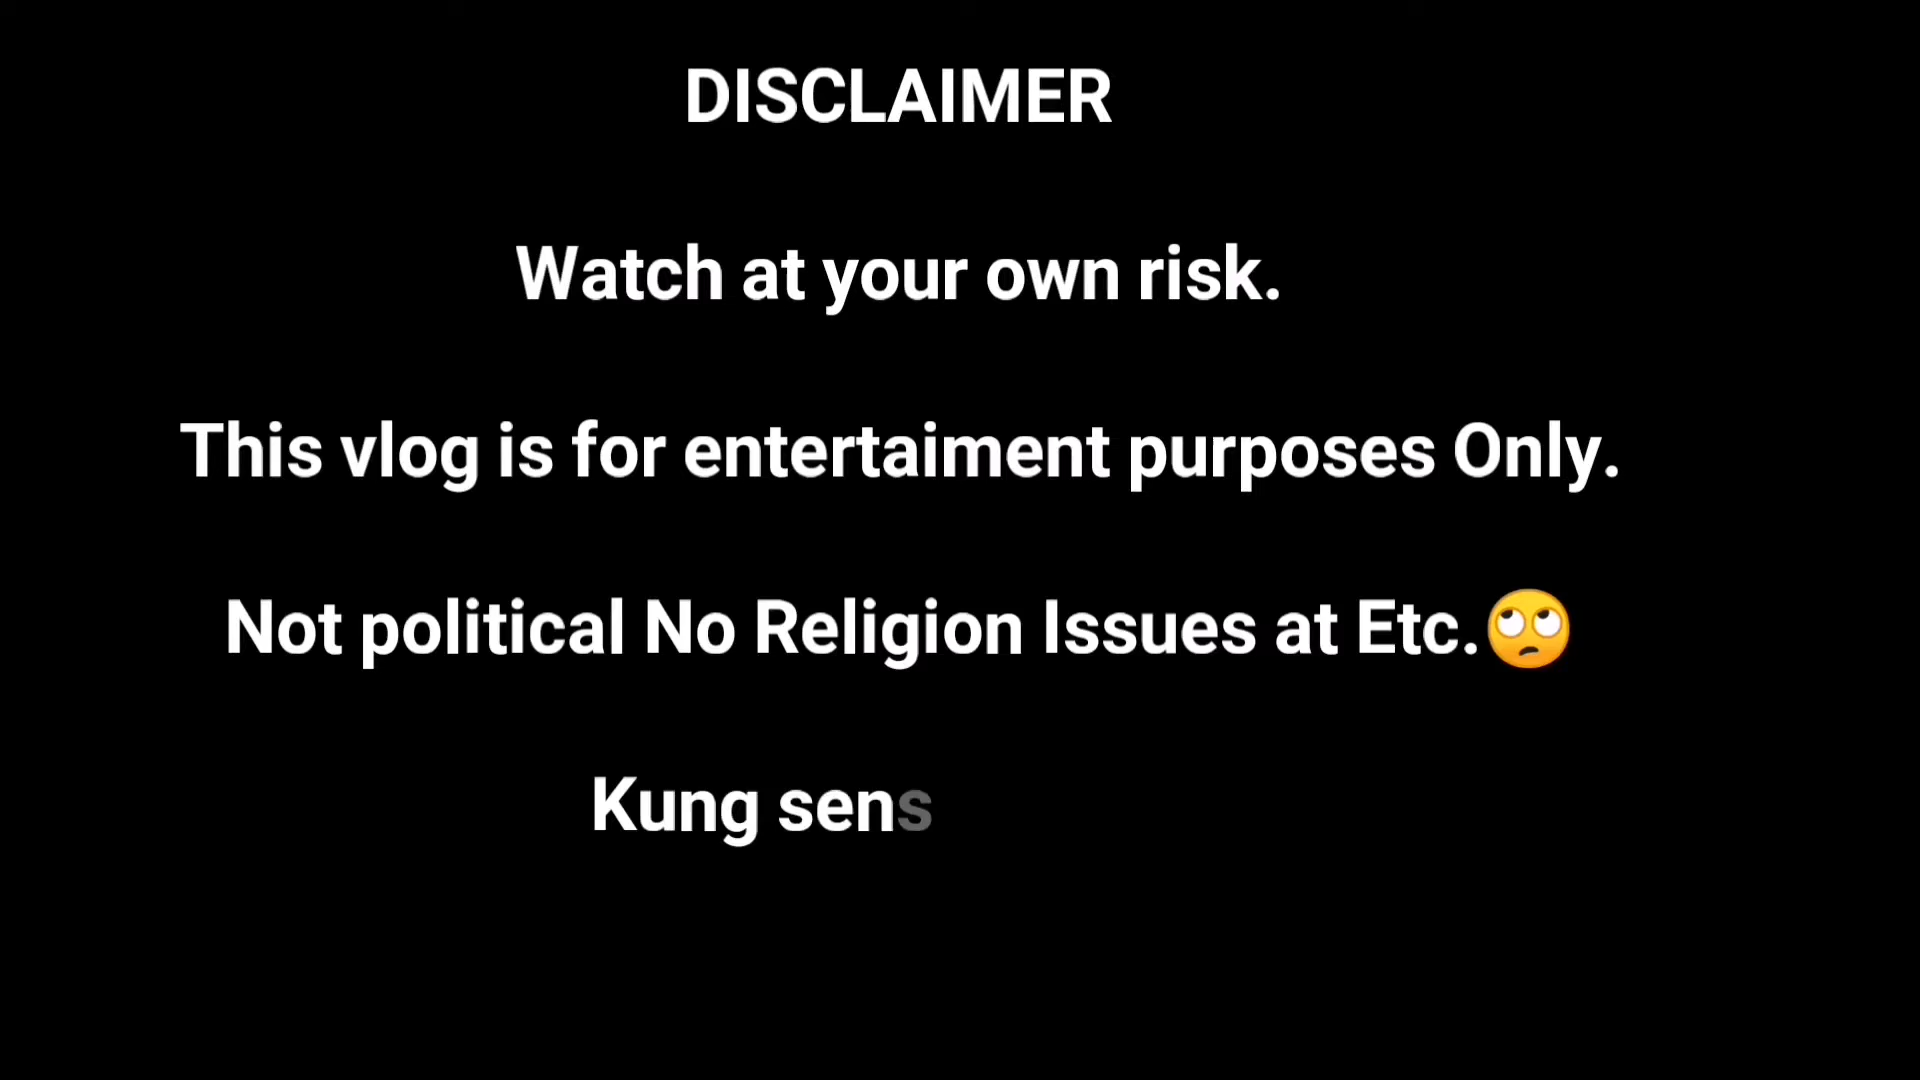 DISCLAIMER
Watch at your own risk.
This vlog is for entertaiment purposes Only.
Not political No Religion Issues at Etc.🙄
Kung sens